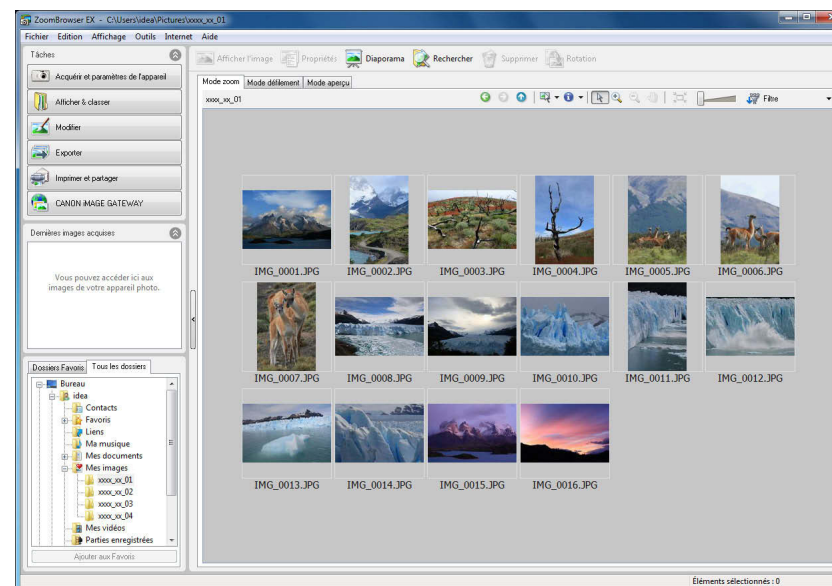 ZoomBrowser EX - C:\Users\idea\Pictures\xxxx_xx_01
Fichier Edition Affichage Outils Internet Aide
Tâches
Acquérir et paramètres de l'appareil
Afficher & classer
Modifier
Exporter
Imprimer et partager
CANON iMAGE GATEWAY
Dernières images acquises
Vous pouvez accéder ici aux
images de votre appareil photo.
Dossiers Favoris Tous les dossiers
Bureau
idea
Contacts
Favoris
Liens
Ma musique
Mes documents
Mes images
xxxx_xx_01
xxxx_xx_02
xxxx_xx_03
xxxx_xx_04
Mes vidéos
Parties enregistrées
Ajouter aux Favoris
Afficher l'image Propriétés Diaporama Rechercher Supprimer Rotation
Mode zoom Mode défilement Mode aperçu
xxxx_xx_01 Filtre
IMG_0001.JPG IMG_0002.JPG IMG_0003.JPG IMG_0004.JPG IMG_0005.JPG IMG_0006.JPG
IMG_0007.JPG IMG_0008.JPG IMG_0009.JPG IMG_0010.JPG IMG_0011.JPG IMG_0012.JPG
IMG_0013.JPG IMG_0014.JPG IMG_0015.JPG IMG_0016.JPG
Éléments sélectionnés : 0